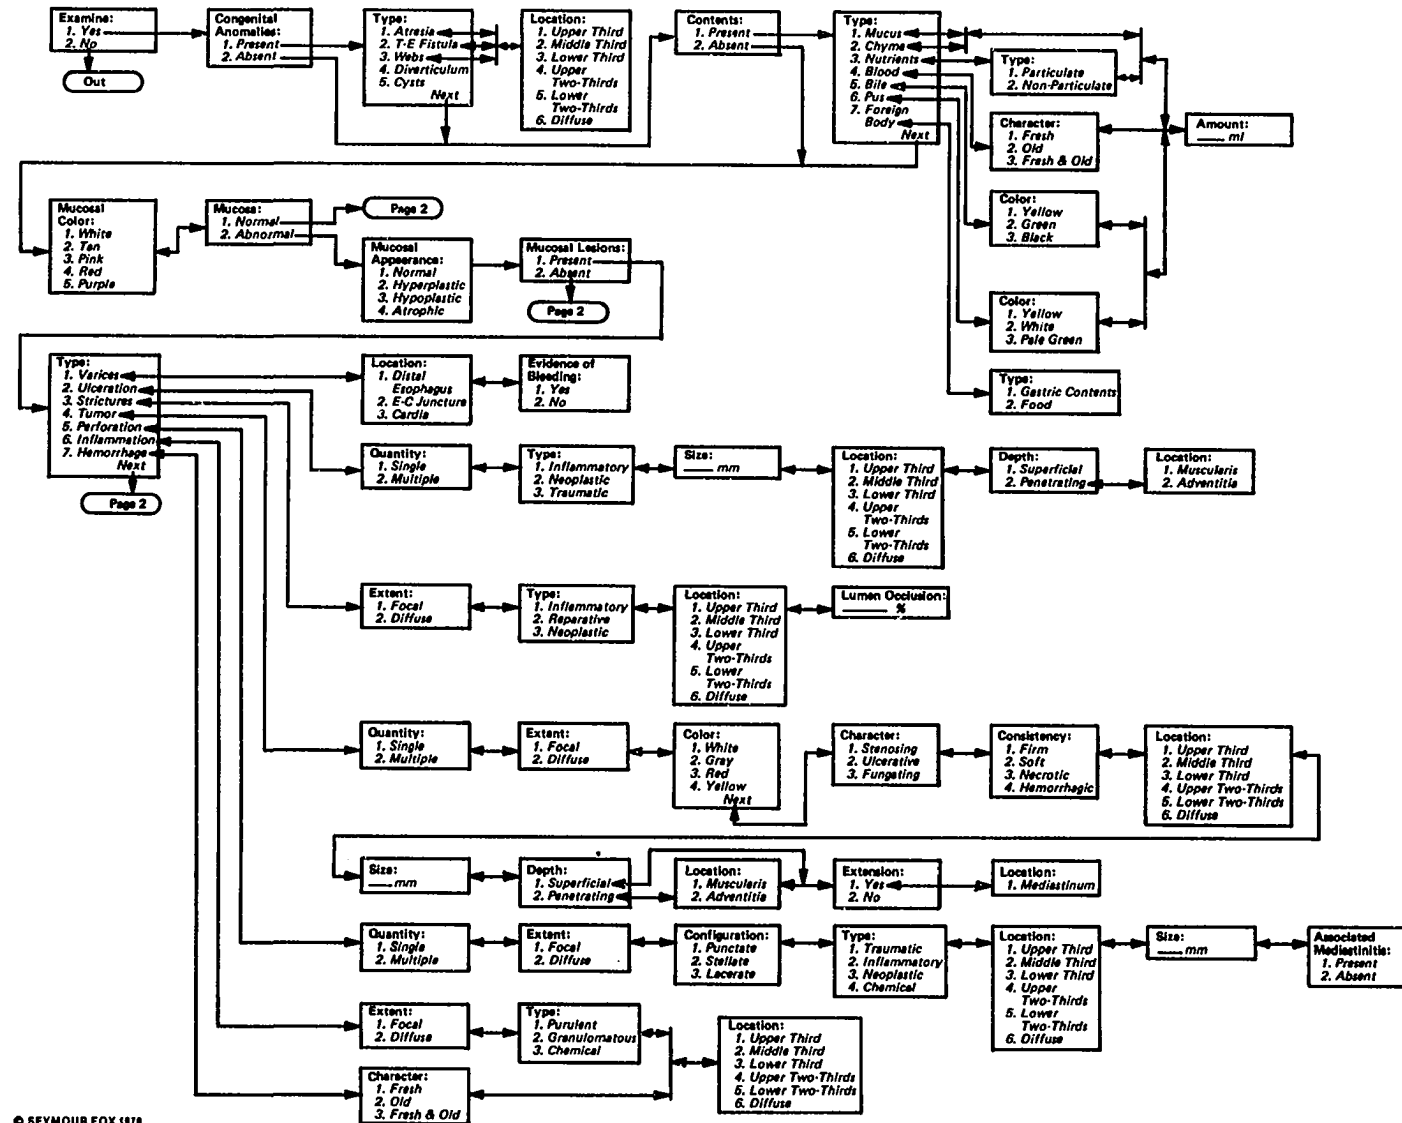 Examine:
1. Yes
2. No
Out
Congenital
Anomalies:
1. Present
2. Absent
Type:
1. Atresia
2. T-E Fistula
3. Webs
4. Diverticulum
5. Cysts
Next
Location:
1. Upper Third
2. Middle Third
3. Lower Third
4. Upper
Two-Thirds
5. Lower
Two-Thirds
6. Diffuse
Contents:
1. Present
2. Absent
Type:
1. Mucus
2. Chyme
3. Nutrients
4. Blood
5. Bile
6. Pus
7. Foreign
Body
Next
Type:
1. Particulate
2. Non-Particulate
Character:
1. Fresh
2. Old
3. Fresh & Old
Amount:
____ ml
Color:
1. Yellow
2. Green
3. Black
Color:
1. Yellow
2. White
3. Pale Green
Type:
1. Gastric Contents
2. Food
Mucosal
Color:
1. White
2. Tan
3. Pink
4. Red
5. Purple
Mucosa:
1. Normal
2. Abnormal
Page 2
Mucosal
Appearance:
1. Normal
2. Hyperplastic
3. Hypoplastic
4. Atrophic
Mucosal Lesions:
1. Present
2. Absent
Page 2
Type:
1. Varices
2. Ulceration
3. Strictures
4. Tumor
5. Perforation
6. Inflammation
7. Hemorrhage
Next
Page 2
Location:
1. Distal
Esophagus
2. E-C Juncture
3. Cardia
Evidence of
Bleeding:
1. Yes
2. No
Quantity:
1. Single
2. Multiple
Type:
1. Inflammatory
2. Neoplastic
3. Traumatic
Size:
____ mm
Location:
1. Upper Third
2. Middle Third
3. Lower Third
4. Upper
Two-Thirds
5. Lower
Two-Thirds
6. Diffuse
Depth:
1. Superficial
2. Penetrating
Location:
1. Muscularis
2. Adventitia
Extent:
1. Focal
2. Diffuse
Type:
1. Inflammatory
2. Reparative
3. Neoplastic
Location:
1. Upper Third
2. Middle Third
3. Lower Third
4. Upper
Two-Thirds
5. Lower
Two-Thirds
6. Diffuse
Lumen Occlusion:
____ %
Quantity:
1. Single
2. Multiple
Extent:
1. Focal
2. Diffuse
Color:
1. White
2. Gray
3. Red
4. Yellow
Next
Character:
1. Stenosing
2. Ulcerative
3. Fungating
Consistency:
1. Firm
2. Soft
3. Necrotic
4. Hemorrhagic
Location:
1. Upper Third
2. Middle Third
3. Lower Third
4. Upper Two-Thirds
5. Lower Two-Thirds
6. Diffuse
Size:
____ mm
Depth:
1. Superficial
2. Penetrating
Location:
1. Muscularis
2. Adventitia
Extension:
1. Yes
2. No
Location:
1. Mediastinum
Quantity:
1. Single
2. Multiple
Extent:
1. Focal
2. Diffuse
Configuration:
1. Punctate
2. Stellate
3. Lacerate
Type:
1. Traumatic
2. Inflammatory
3. Neoplastic
4. Chemical
Location:
1. Upper Third
2. Middle Third
3. Lower Third
4. Upper
Two-Thirds
5. Lower
Two-Thirds
6. Diffuse
Size:
____ mm
Associated
Mediastinitis:
1. Present
2. Absent
Extent:
1. Focal
2. Diffuse
Type:
1. Purulent
2. Granulomatous
3. Chemical
Location:
1. Upper Third
2. Middle Third
3. Lower Third
4. Upper Two-Thirds
5. Lower Two-Thirds
6. Diffuse
Character:
1. Fresh
2. Old
3. Fresh & Old
© SEYMOUR FOX